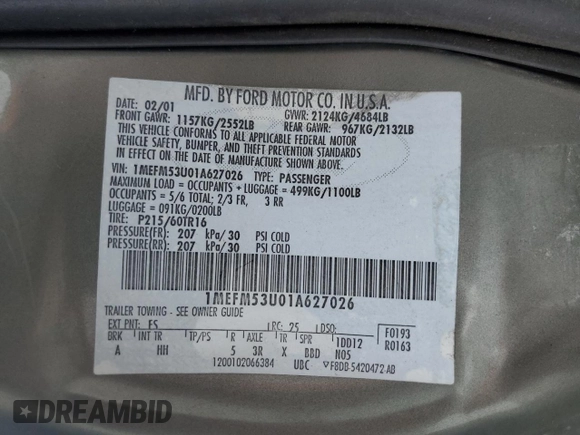 MFD. BY FORD MOTOR CO. IN U.S.A.
DATE: 02/01 GVWR: 2124KG/4684LB
FRONT GAWR: 1157KG/2552LB REAR GAWR: 967KG/2132LB
THIS VEHICLE CONFORMS TO ALL APPLICABLE FEDERAL MOTOR
VEHICLE SAFETY, BUMPER, AND THEFT PREVENTION STANDARDS
IN EFFECT ON THE DATE OF MANUFACTURE SHOWN ABOVE.
VIN: 1MEFM53U01A627026 TYPE: PASSENGER
MAXIMUM LOAD = OCCUPANTS + LUGGAGE = 499KG/1100LB
OCCUPANTS = 5/6 TOTAL; 2/3 FR, 3 RR
LUGGAGE = 091KG/0200LB
TIRE: P215/60TR16
PRESSURE(FR): 207 kPa/30 PSI COLD
PRESSURE(RR): 207 kPa/30 PSI COLD
1MEFM53U01A627026
TRAILER TOWING - SEE OWNER GUIDE
EXT PNT: FS RC: 25 DSO: F0193
BRK INT TR TP/PS R AXLE TR SPR 1DD12 R0163
A HH 5 3R X BBD NOS
1200102066384 UBC F8DB-5420472-AB
AUTOBIDMASTER